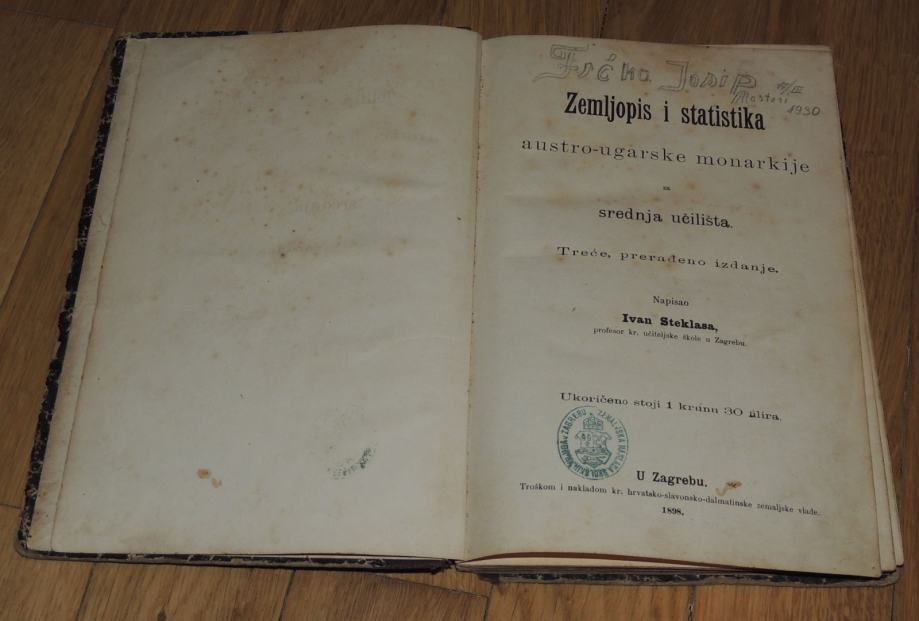 Josip
1930
Zemljopis i statistika
austro-ugarske monarkije
za
srednja učilišta.
Treće, prerađeno izdanje.
Napisao
Ivan Steklasa,
profesor kr. učiteljske škole u Zagrebu.
Ukoričeno stoji 1 krunu 30 filira.
U Zagrebu.
Troškom i nakladom kr. hrvatsko-slavonsko-dalmatinske zemaljske vlade.
1898.